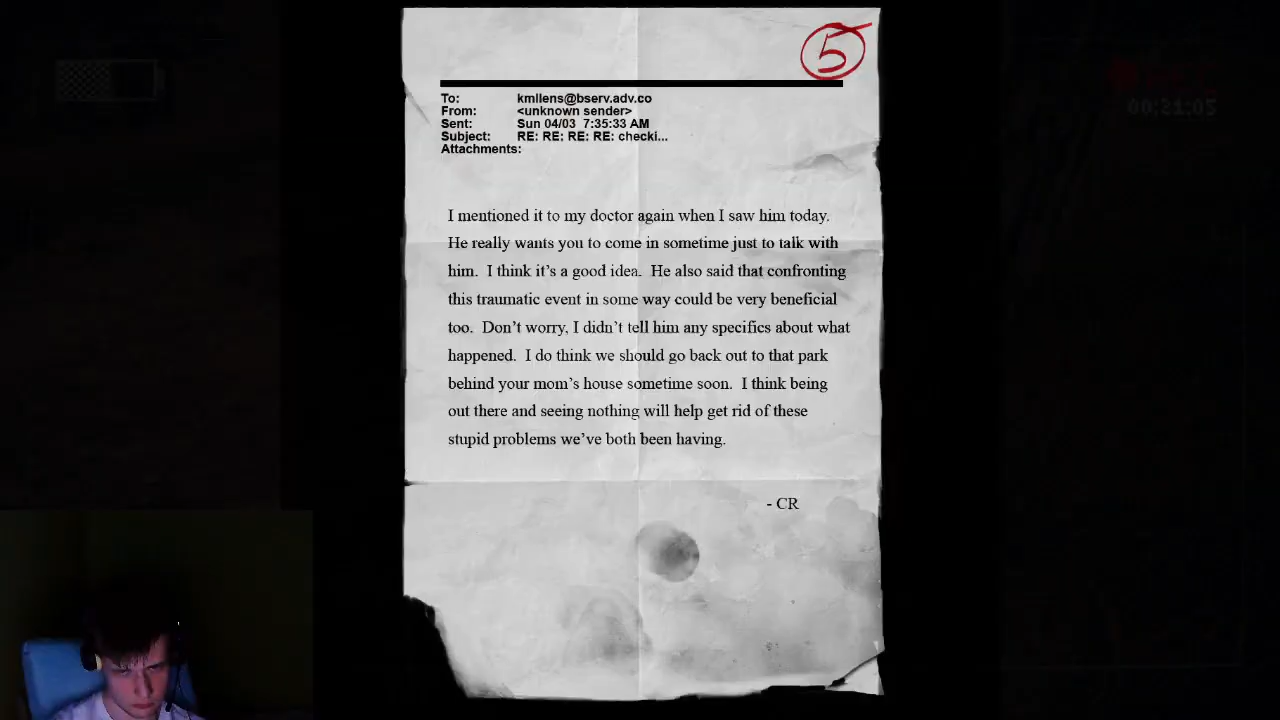 5
To: kmllens@bserv.adv.co
From: <unknown sender>
Sent: Sun 04/03 7:35:33 AM
Subject: RE: RE: RE: RE: checki...
Attachments:
00:21:05
I mentioned it to my doctor again when I saw him today.
He really wants you to come in sometime just to talk with
him. I think it's a good idea. He also said that confronting
this traumatic event in some way could be very beneficial
too. Don't worry, I didn't tell him any specifics about what
happened. I do think we should go back out to that park
behind your mom's house sometime soon. I think being
out there and seeing nothing will help get rid of these
stupid problems we've both been having.
- CR